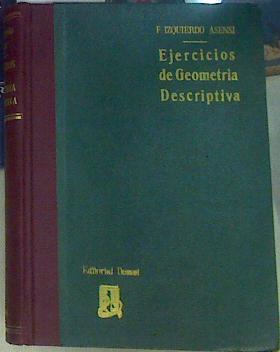 F. IZQUIERDO ASENSI
Ejercicios
de Geometria
Descriptiva
Editorial Dossat